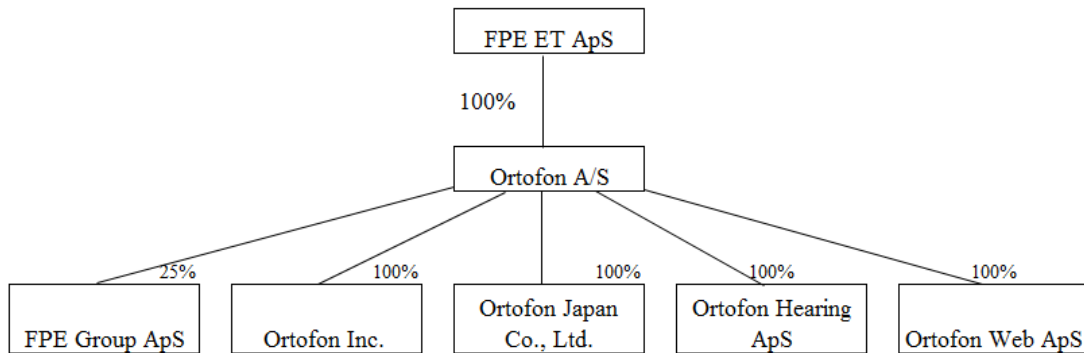 FPE ET ApS
100%
Ortofon A/S
25%
100%
100%
100%
100%
FPE Group ApS
Ortofon Inc.
Ortofon Japan
Co., Ltd.
Ortofon Hearing
ApS
Ortofon Web ApS